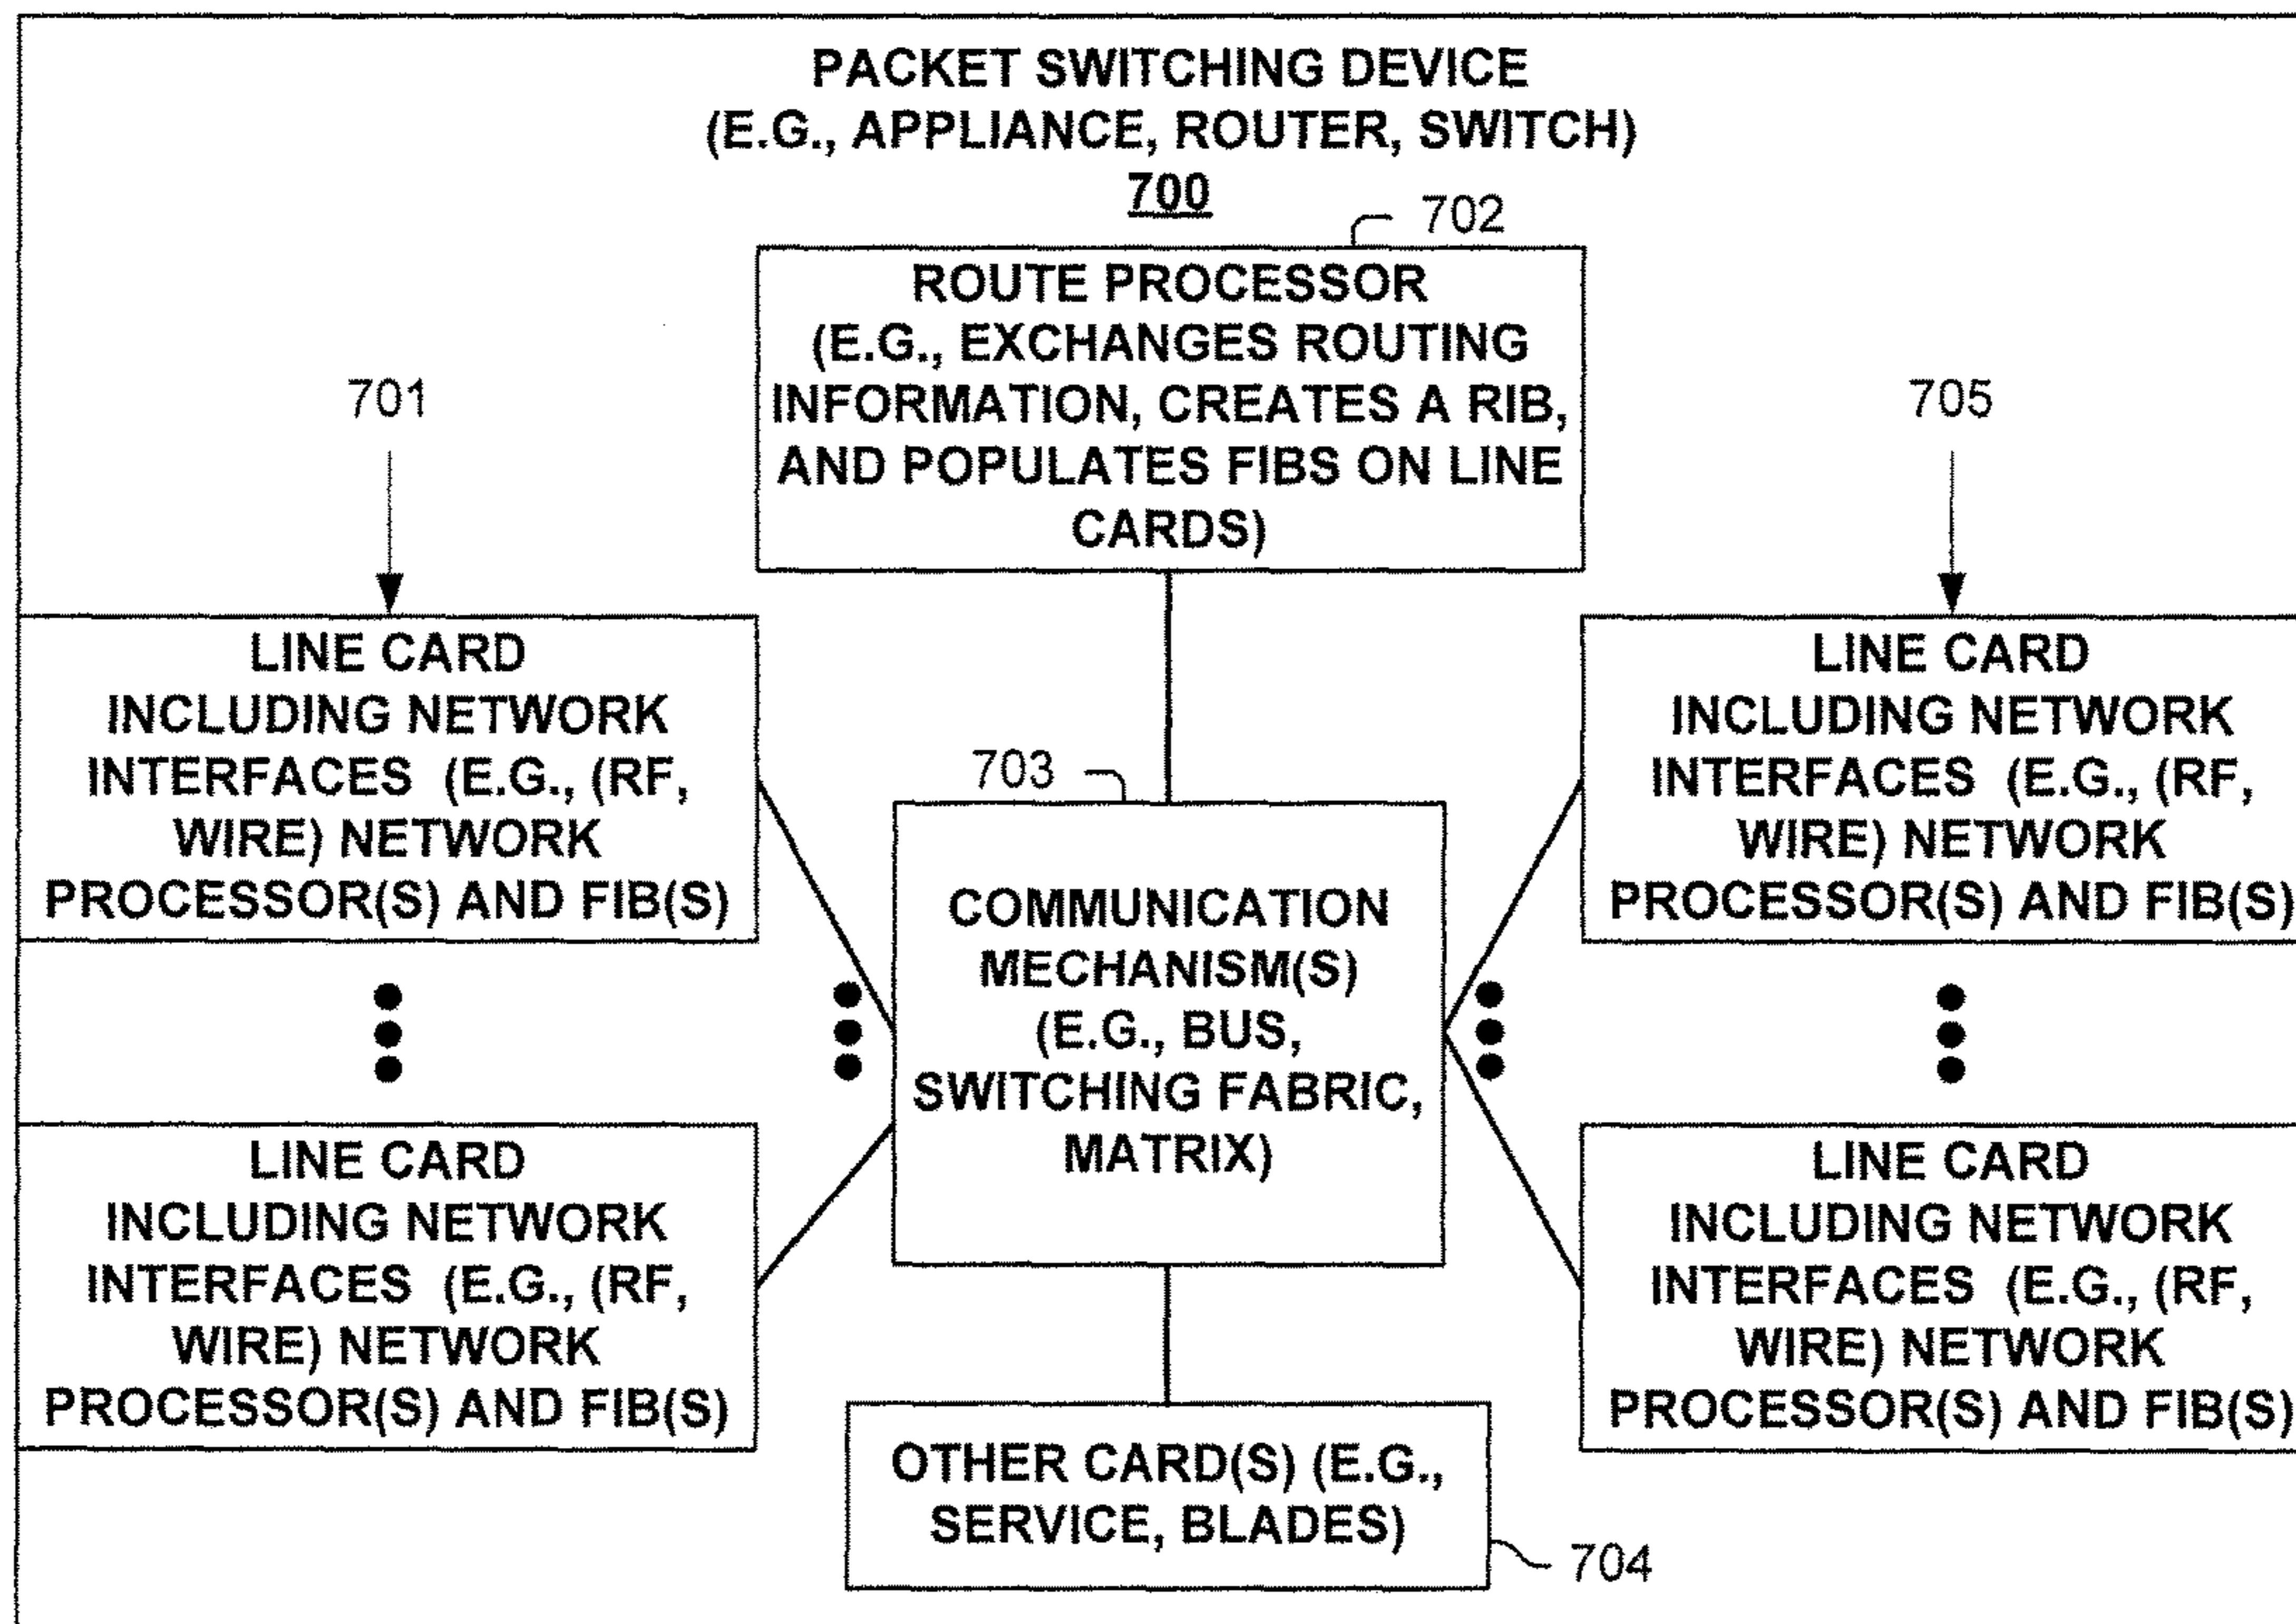 PACKET SWITCHING DEVICE
(E.G., APPLIANCE, ROUTER, SWITCH)
700
702
ROUTE PROCESSOR
(E.G., EXCHANGES ROUTING
INFORMATION, CREATES A RIB,
AND POPULATES FIBS ON LINE
CARDS)
701
705
LINE CARD
INCLUDING NETWORK
INTERFACES (E.G., (RF,
WIRE) NETWORK
PROCESSOR(S) AND FIB(S)
LINE CARD
INCLUDING NETWORK
INTERFACES (E.G., (RF,
WIRE) NETWORK
PROCESSOR(S) AND FIB(S)
703
COMMUNICATION
MECHANISM(S)
(E.G., BUS,
SWITCHING FABRIC,
MATRIX)
LINE CARD
INCLUDING NETWORK
INTERFACES (E.G., (RF,
WIRE) NETWORK
PROCESSOR(S) AND FIB(S)
LINE CARD
INCLUDING NETWORK
INTERFACES (E.G., (RF,
WIRE) NETWORK
PROCESSOR(S) AND FIB(S)
OTHER CARD(S) (E.G.,
SERVICE, BLADES)
704